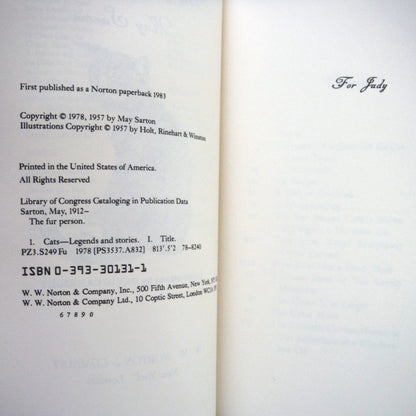 First published as a Norton paperback 1983
Copyright © 1978, 1957 by May Sarton
Illustrations Copyright © 1957 by Holt, Rinehart & Winston
Printed in the United States of America.
All Rights Reserved
Library of Congress Cataloging in Publication Data
Sarton, May, 1912–
The fur person.
1. Cats—Legends and stories. I. Title.
PZ3.S249Fu 1978 [PS3537.A832] 813'.5'2 78-8240
ISBN 0-393-30131-1
W. W. Norton & Company, Inc., 500 Fifth Avenue, New York,
W. W. Norton & Company Ltd., 10 Coptic Street, London WC1A
6 7 8 9 0
For Judy